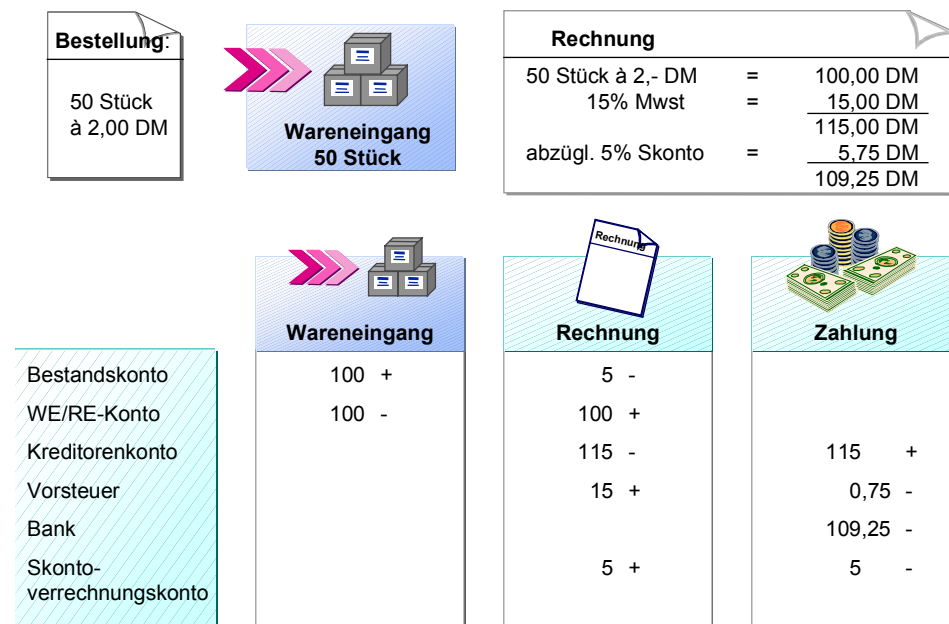 Bestellung:
50 Stück
à 2,00 DM
Wareneingang
50 Stück
Rechnung
50 Stück à 2,- DM = 100,00 DM
15% Mwst = 15,00 DM
115,00 DM
abzügl. 5% Skonto = 5,75 DM
109,25 DM
Rechnung
Wareneingang Rechnung Zahlung
Bestandskonto 100 + 5 -
WE/RE-Konto 100 - 100 +
Kreditorenkonto 115 - 115 +
Vorsteuer 15 + 0,75 -
Bank 109,25 -
Skonto- 5 + 5 -
verrechnungskonto